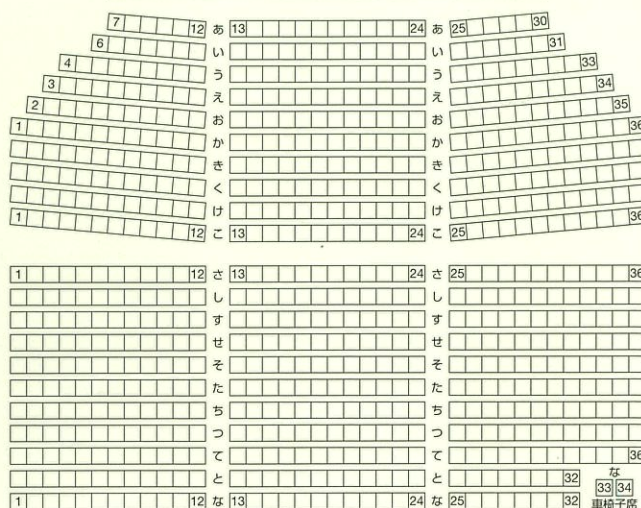 7 12 あ 13 24 あ 25 30
6 い い 31
4 う う 33
3 え え 34
2 お お 35
1 か か 36
き き
く く
け け
1 12 こ 13 24 こ 25 36
1 12 さ 13 24 さ 25 36
し し
す す
せ せ
そ そ
た た
ち ち
つ つ
て て 36
と と 32 な
33 34
1 12 な 13 24 な 25 32 車椅子席